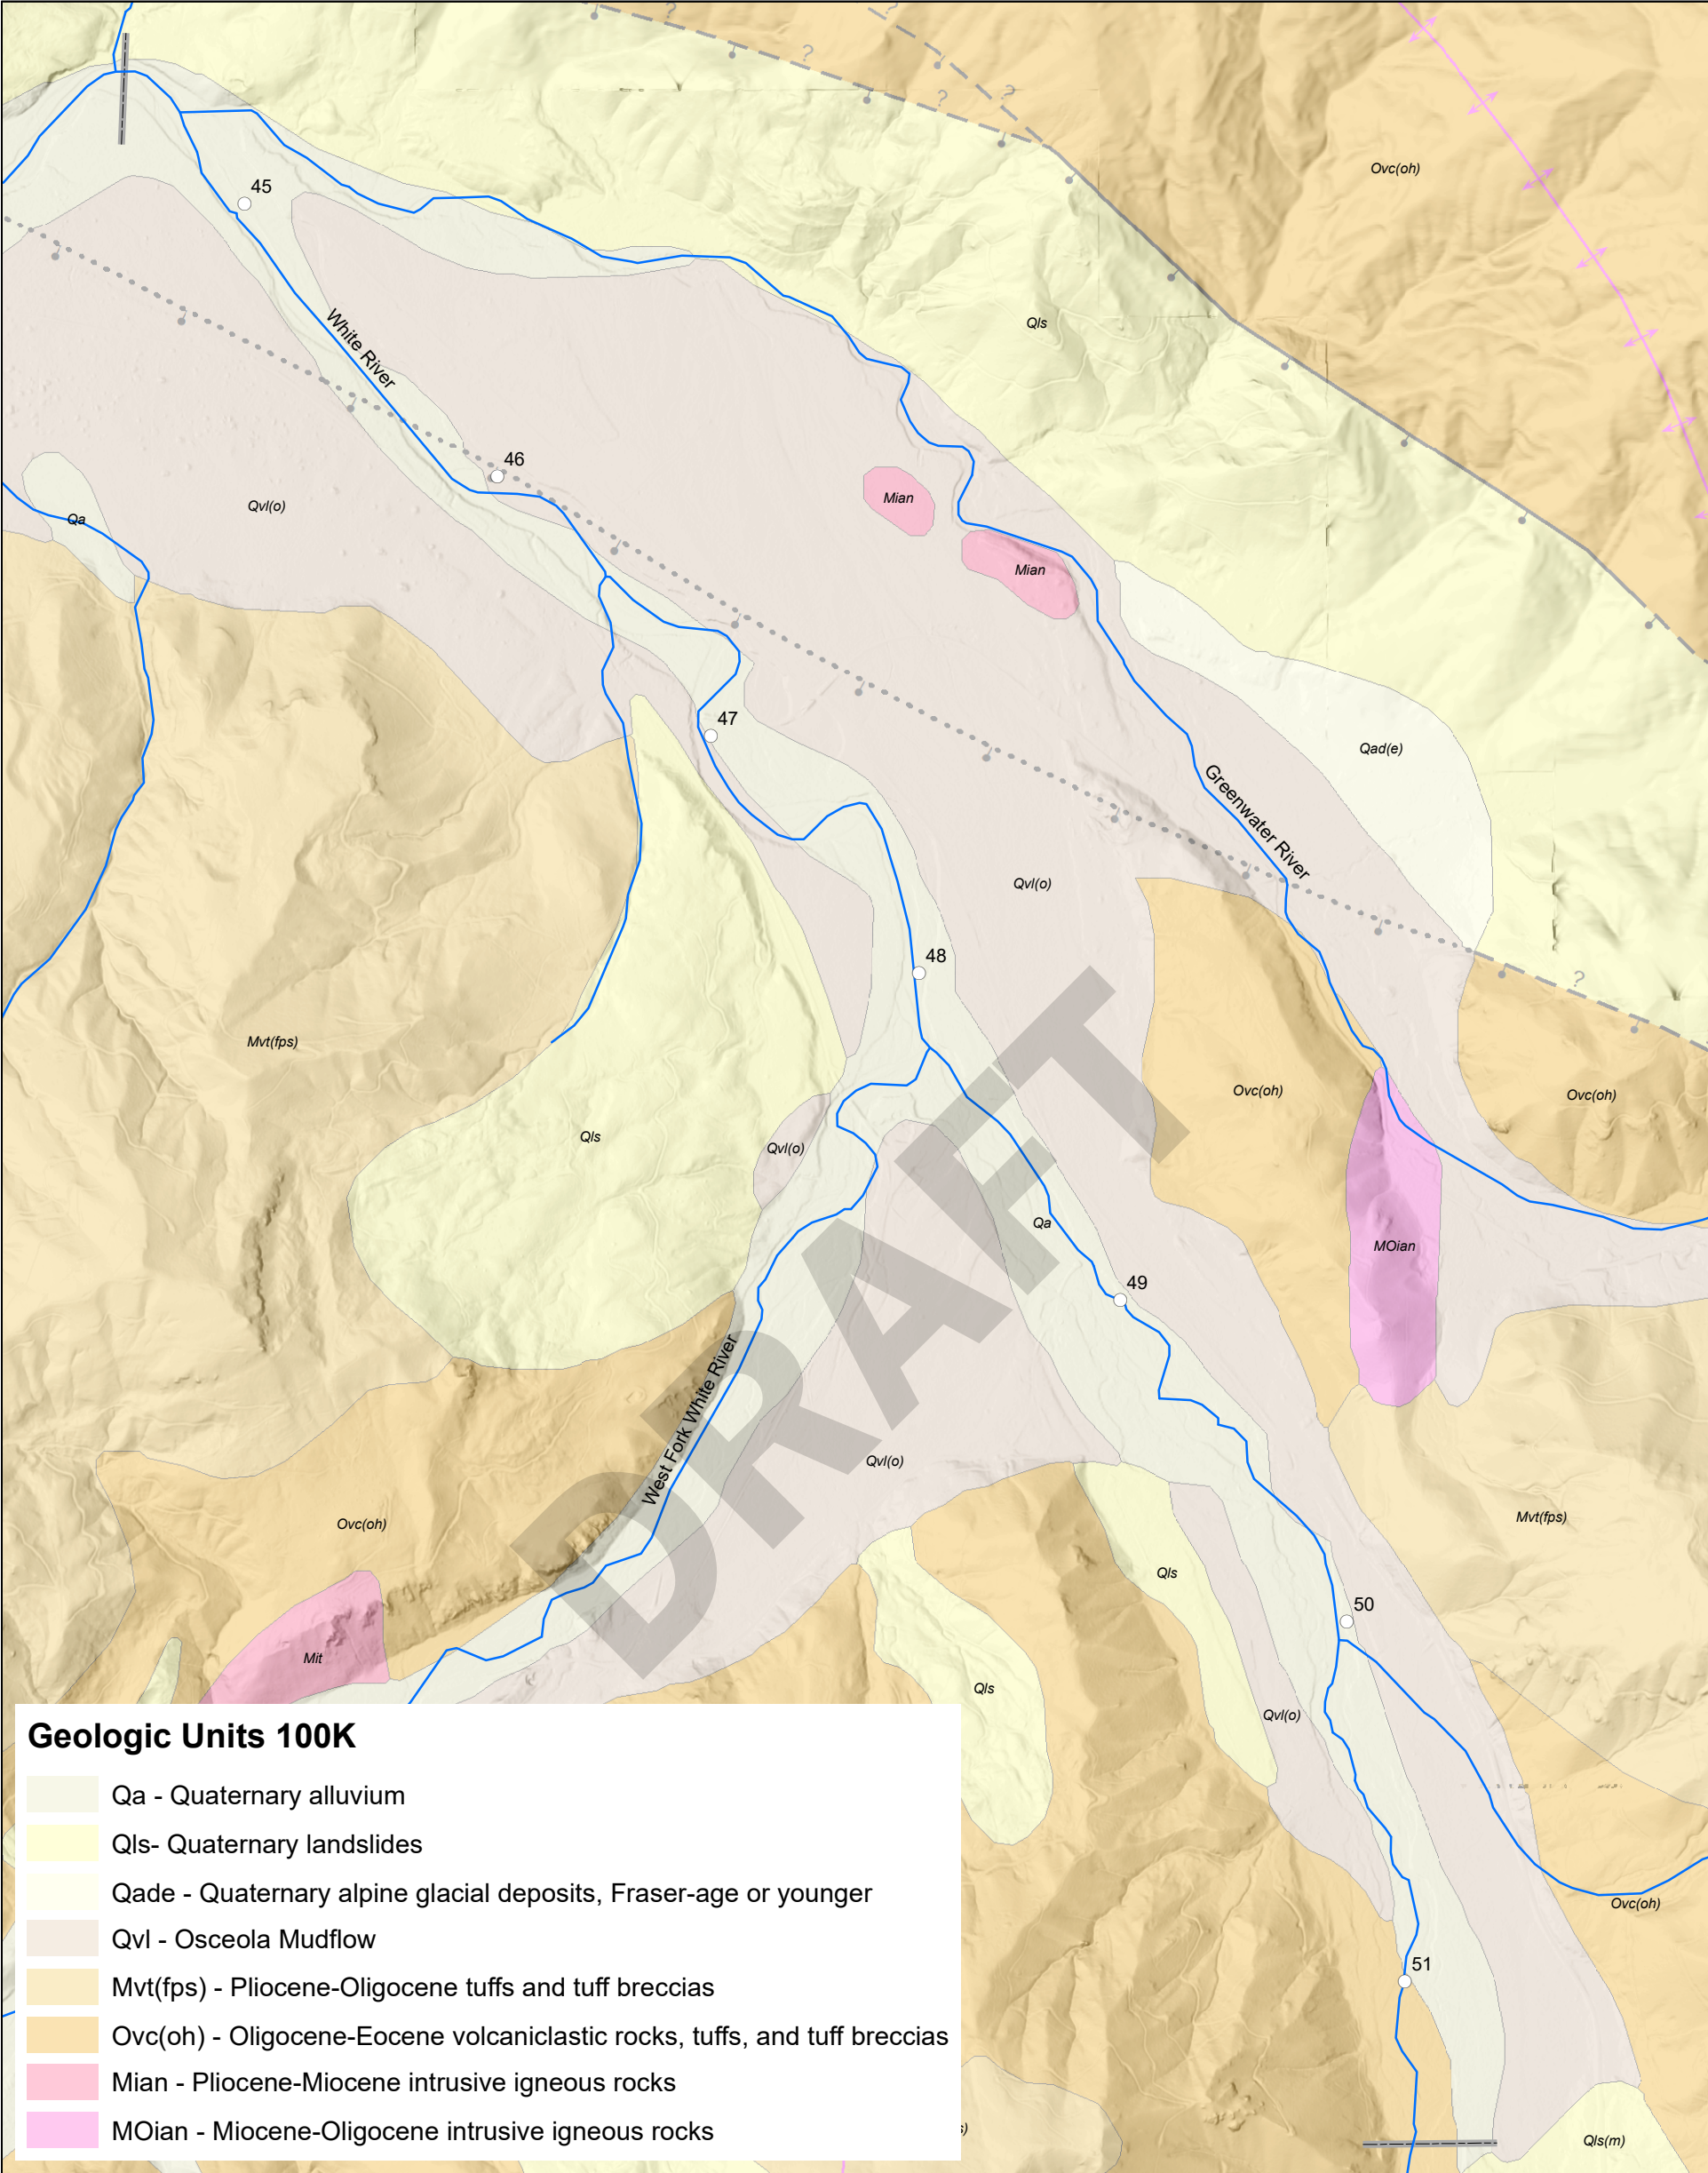 ?
?
?
?
?
Ovc(oh)
45
Qls
White River
46
Mian
Qvl(o)
Qa
Mian
47
Qad(e)
Greenwater River
Qvl(o)
48
?
Mvt(fps)
Ovc(oh)
Ovc(oh)
Qls
Qvl(o)
Qa
MOian
49
West Fork White River
DRAFT
Qvl(o)
Mvt(fps)
Ovc(oh)
Qls
50
Mit
Qls
Qvl(o)
Ovc(oh)
51
s)
Qls(m)
Geologic Units 100K
Qa - Quaternary alluvium
Qls- Quaternary landslides
Qade - Quaternary alpine glacial deposits, Fraser-age or younger
Qvl - Osceola Mudflow
Mvt(fps) - Pliocene-Oligocene tuffs and tuff breccias
Ovc(oh) - Oligocene-Eocene volcaniclastic rocks, tuffs, and tuff breccias
Mian - Pliocene-Miocene intrusive igneous rocks
MOian - Miocene-Oligocene intrusive igneous rocks